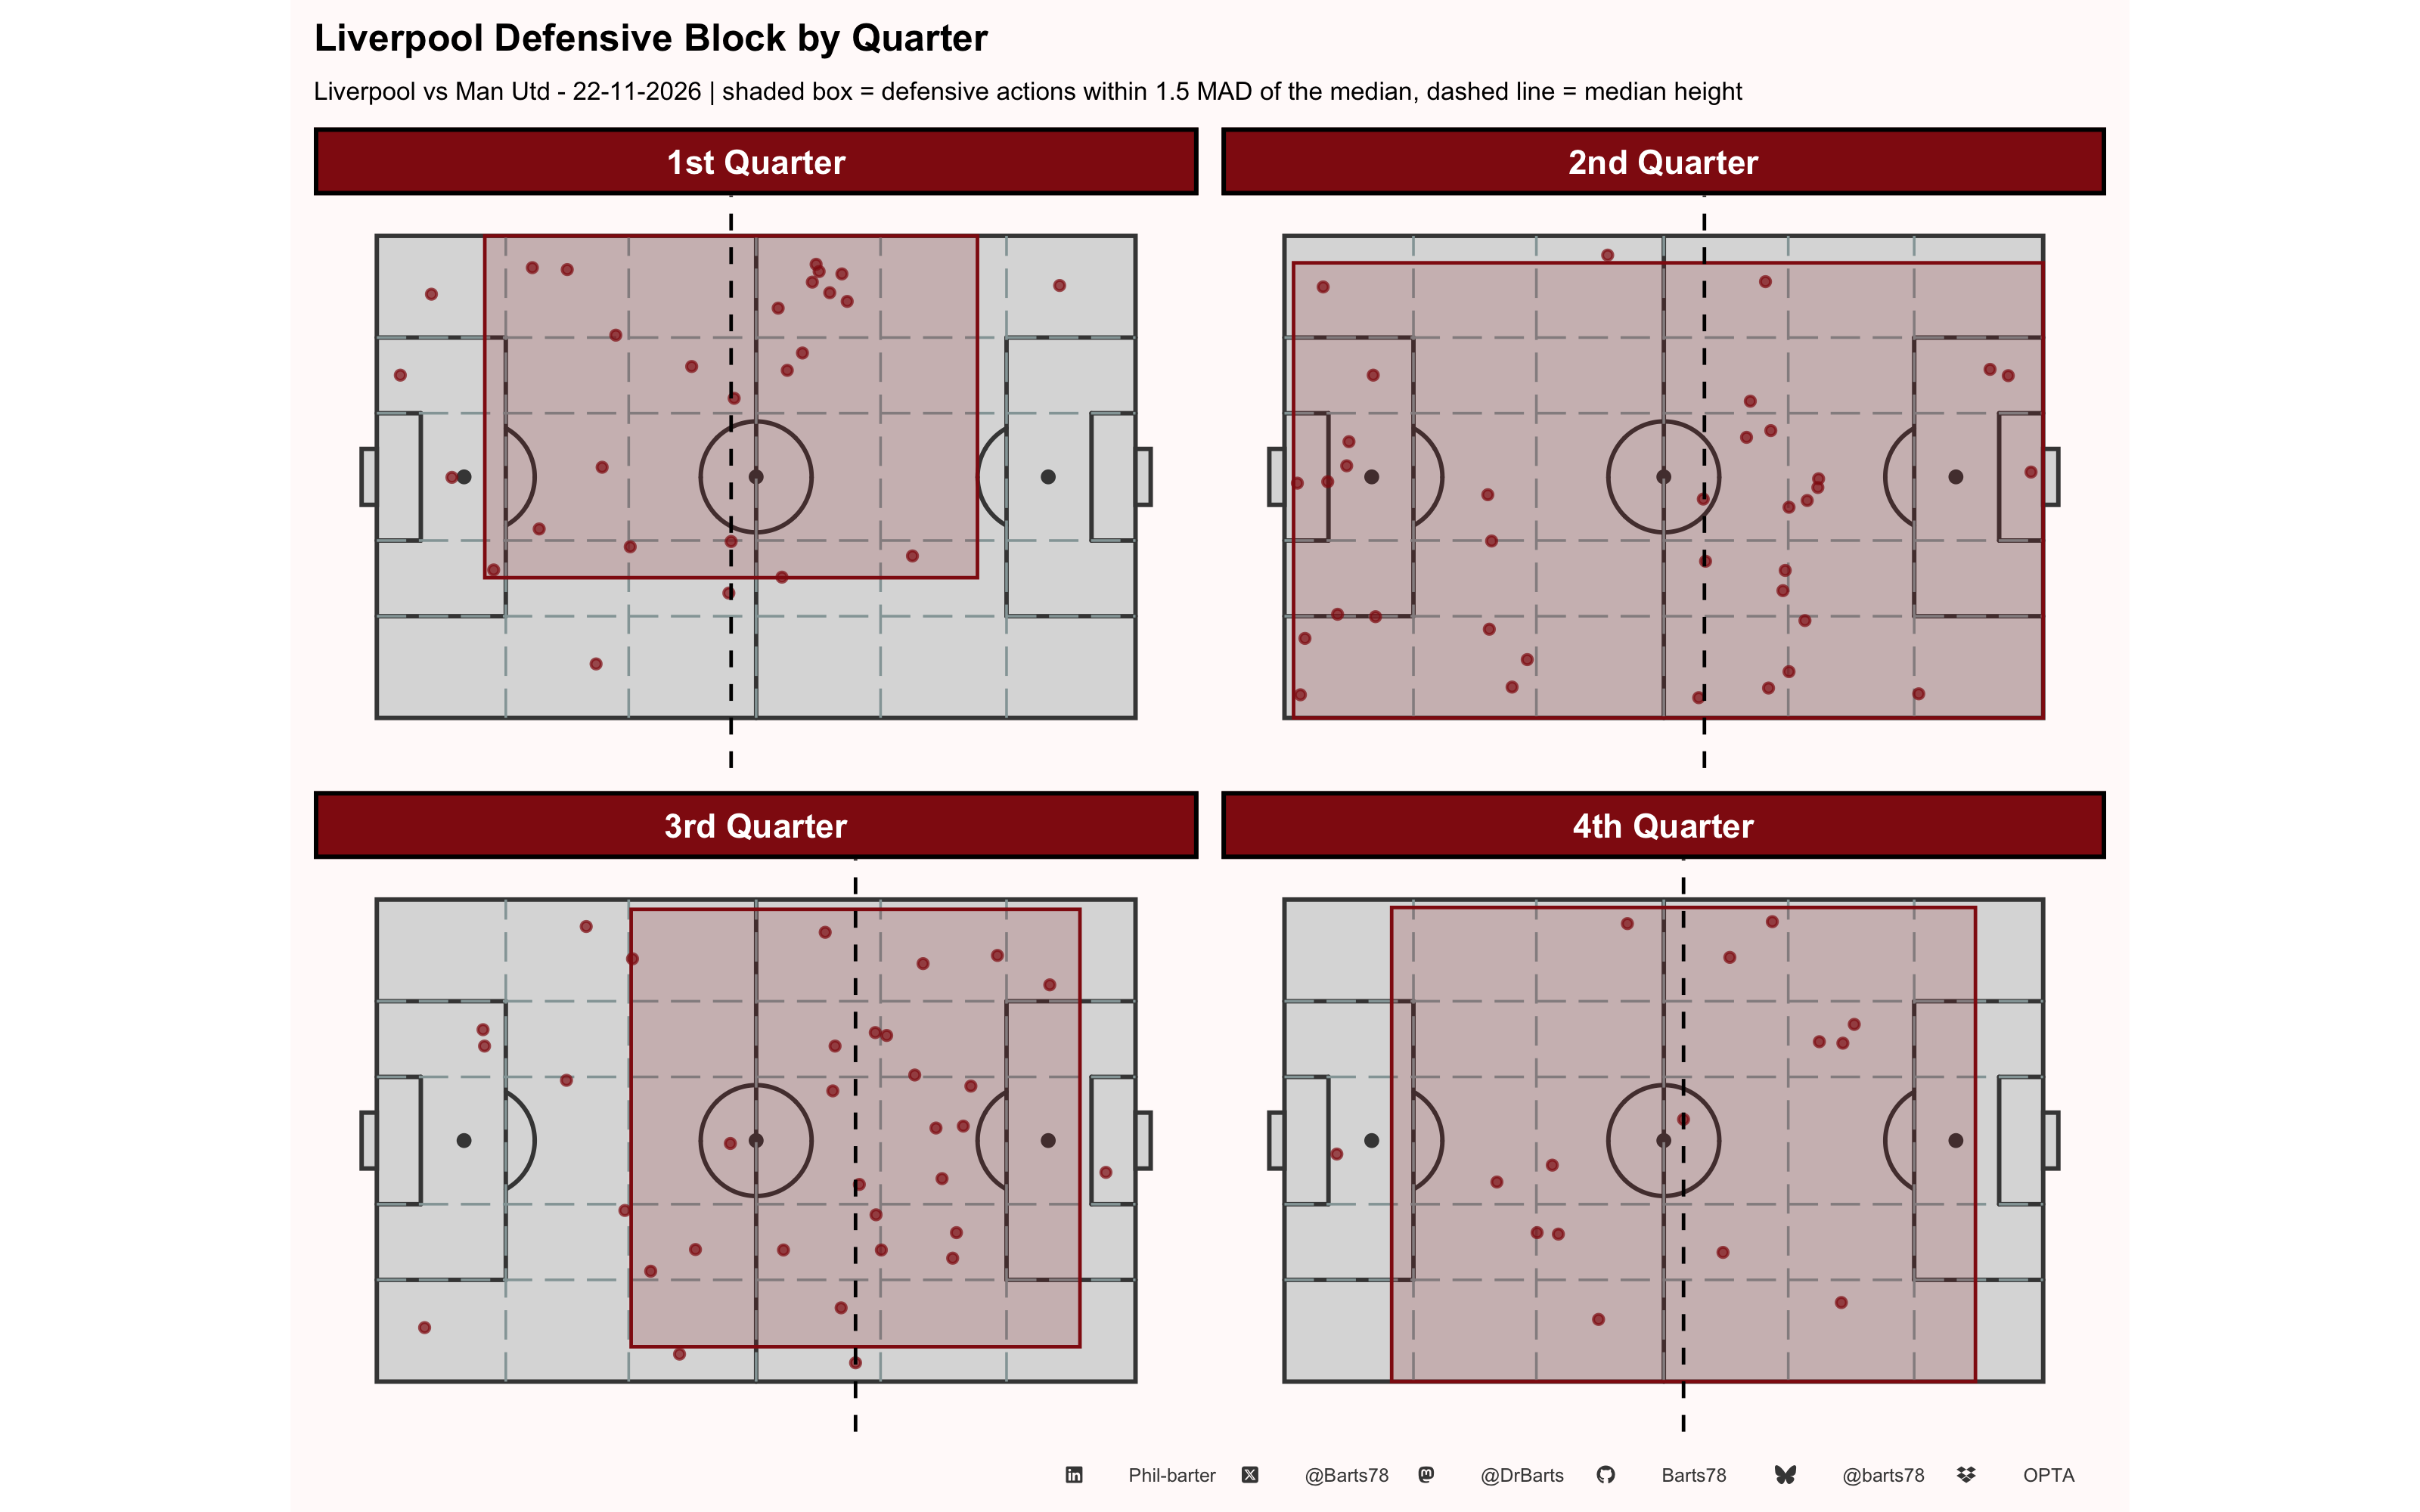 Liverpool Defensive Block by Quarter
Liverpool vs Man Utd - 22-11-2026 | shaded box = defensive actions within 1.5 MAD of the median, dashed line = median height
1st Quarter
2nd Quarter
3rd Quarter
4th Quarter
Phil-barter @Barts78 @DrBarts Barts78 @barts78 OPTA